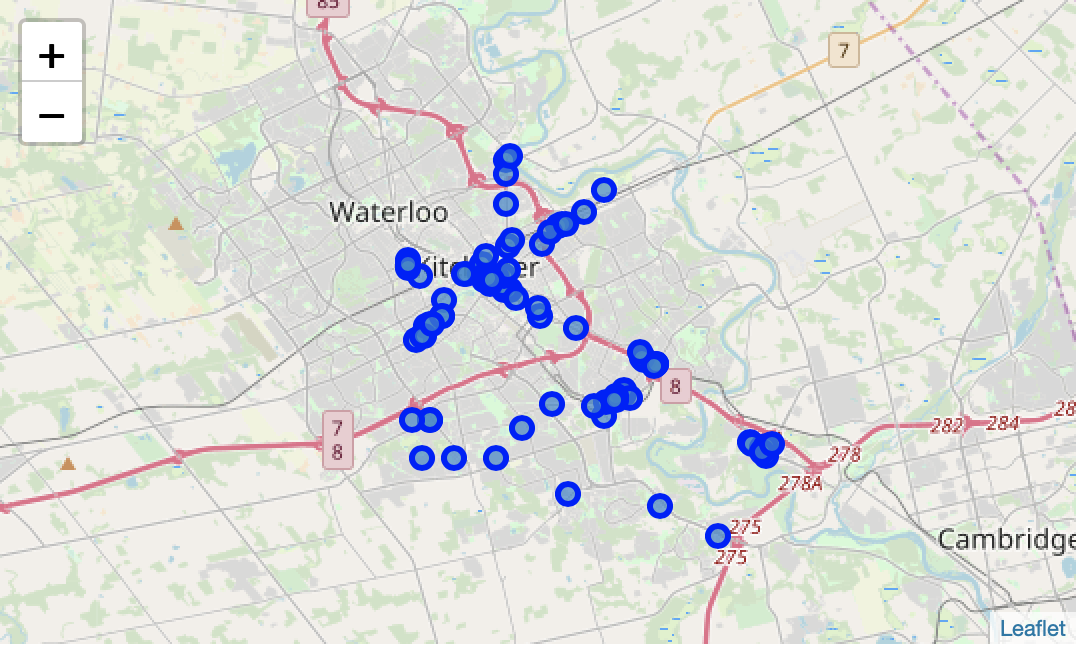 85
+
−
7
Waterloo
Kitchener
8
7
8
282
284
278
278A
275
275
Cambridge
Leaflet